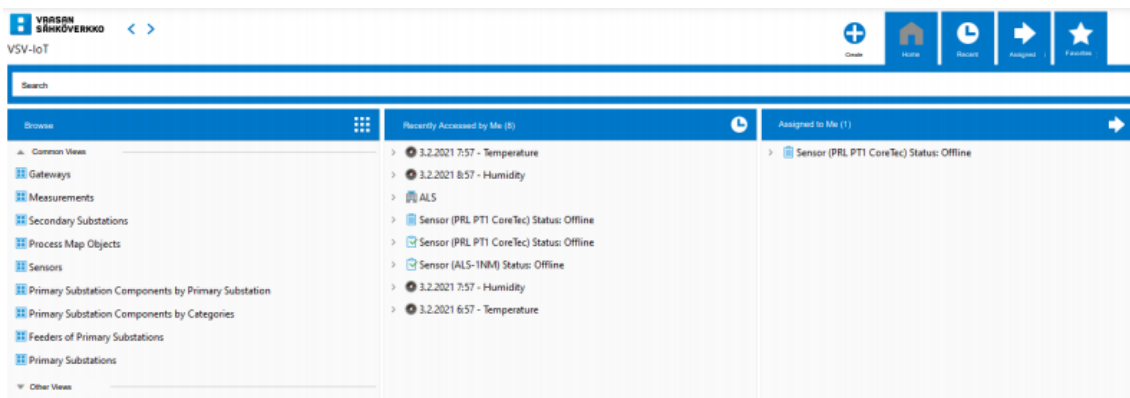 VAASAN
SÄHKÖVERKKO
VSV-IoT
Create
Home
Recent
Assigned
Favorites
Search
Browse
Common Views
Gateways
Measurements
Secondary Substations
Process Map Objects
Sensors
Primary Substation Components by Primary Substation
Primary Substation Components by Categories
Feeders of Primary Substations
Primary Substations
Other Views
Recently Accessed by Me (8)
3.2.2021 7:57 - Temperature
3.2.2021 8:57 - Humidity
ALS
Sensor (PRL PT1 CoreTec) Status: Offline
Sensor (PRL PT1 CoreTec) Status: Offline
Sensor (ALS-1NM) Status: Offline
3.2.2021 7:57 - Humidity
3.2.2021 6:57 - Temperature
Assigned to Me (1)
Sensor (PRL PT1 CoreTec) Status: Offline